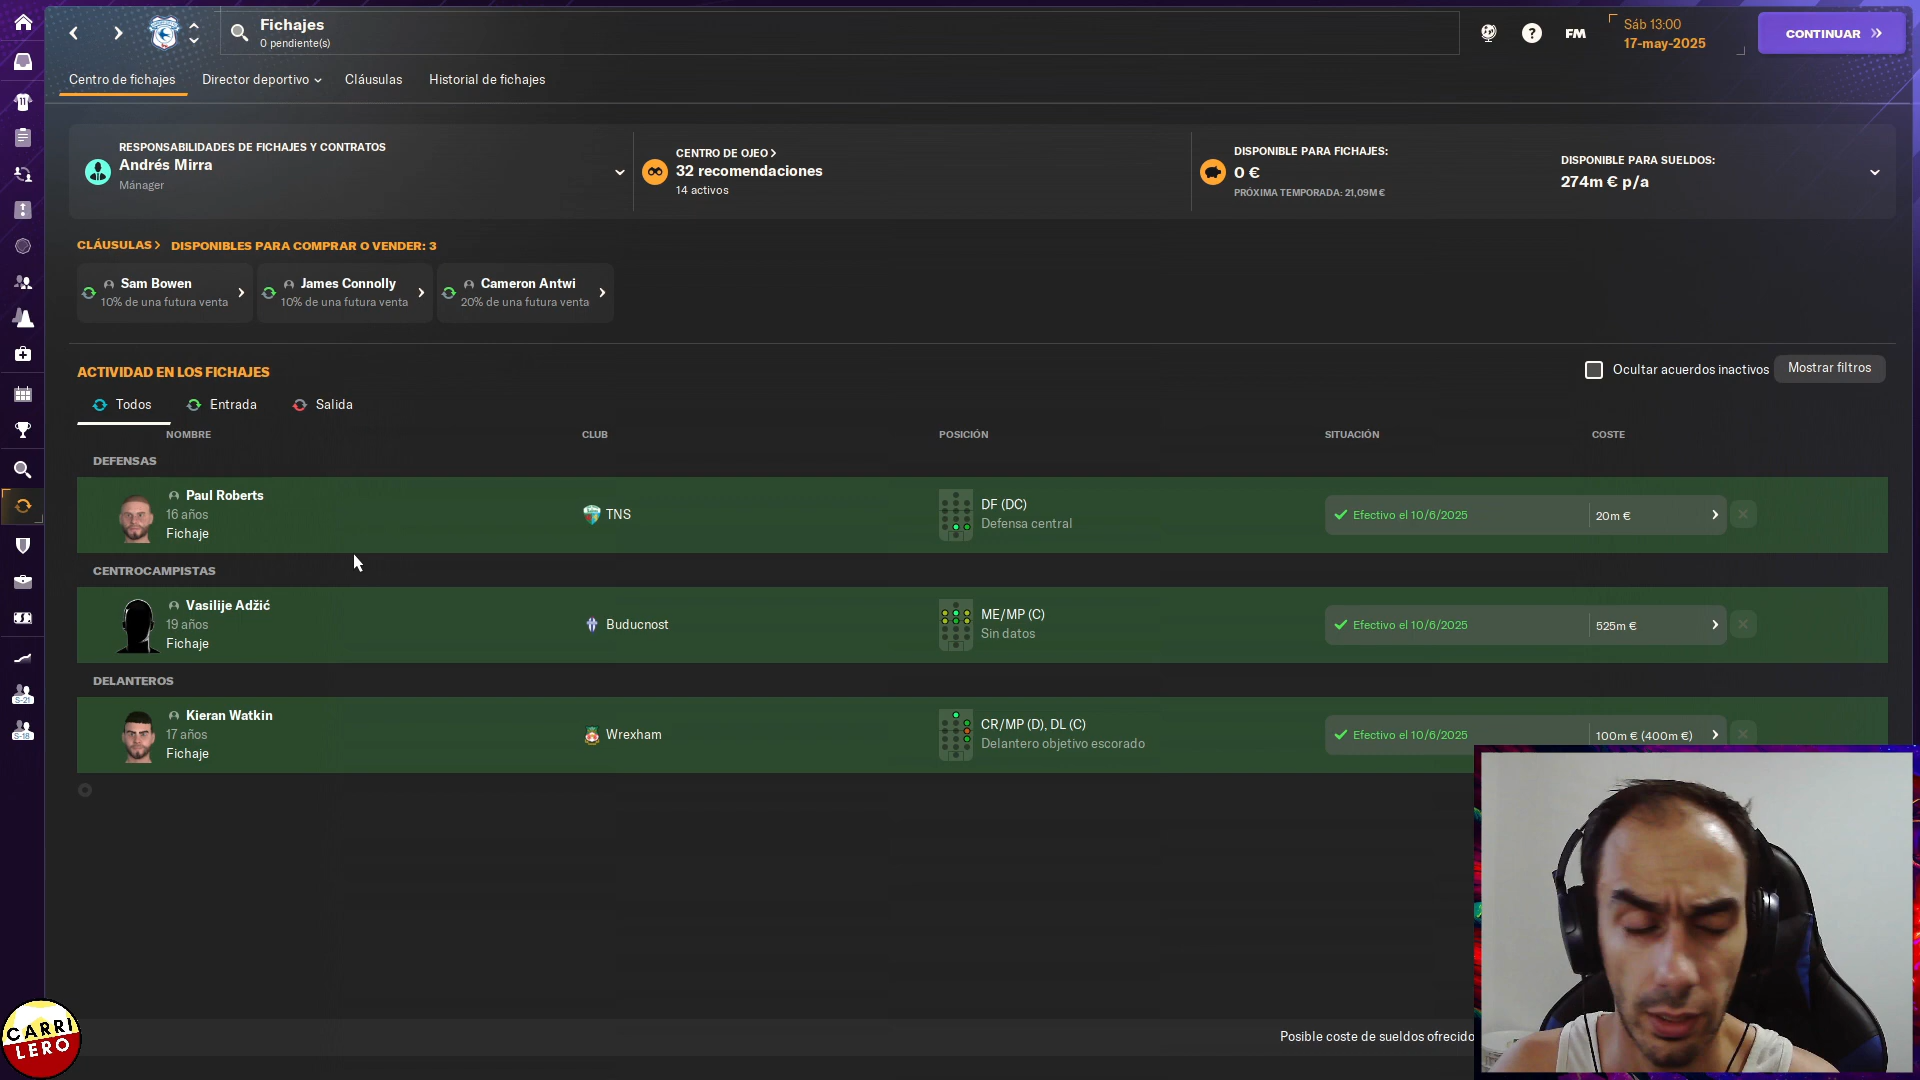 Fichajes
0 pendiente(s)
FM
Sáb 13:00
17-may-2025
CONTINUAR
Centro de fichajes
Director deportivo
Cláusulas
Historial de fichajes
RESPONSABILIDADES DE FICHAJES Y CONTRATOS
Andrés Mirra
Mánager
CENTRO DE OJEO >
32 recomendaciones
14 activos
DISPONIBLE PARA FICHAJES:
0 €
PRÓXIMA TEMPORADA: 21,09M €
DISPONIBLE PARA SUELDOS:
274m € p/a
CLÁUSULAS > DISPONIBLES PARA COMPRAR O VENDER: 3
Sam Bowen
10% de una futura venta
James Connolly
10% de una futura venta
Cameron Antwi
20% de una futura venta
ACTIVIDAD EN LOS FICHAJES
Ocultar acuerdos inactivos
Mostrar filtros
Todos
Entrada
Salida
NOMBRE CLUB POSICIÓN SITUACIÓN COSTE
DEFENSAS
Paul Roberts
16 años
Fichaje
TNS
DF (DC)
Defensa central
Efectivo el 10/6/2025
20m €
CENTROCAMPISTAS
Vasilije Adžić
19 años
Fichaje
Buducnost
ME/MP (C)
Sin datos
Efectivo el 10/6/2025
525m €
DELANTEROS
Kieran Watkin
17 años
Fichaje
Wrexham
CR/MP (D), DL (C)
Delantero objetivo escorado
Efectivo el 10/6/2025
100m € (400m €)
S-21
S-18
Posible coste de sueldos ofrecido
CARRI
LERO